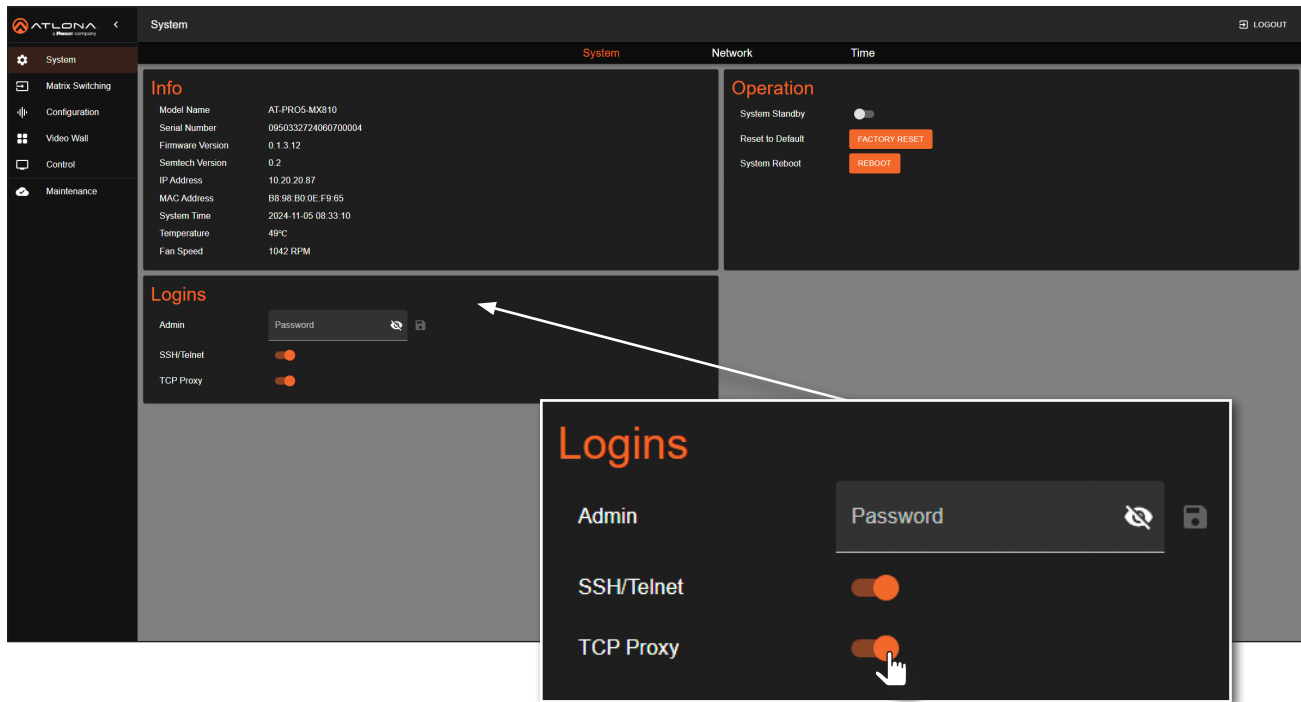 ATLONA
a Panduit company
System
LOGOUT
System
Matrix Switching
Configuration
Video Wall
Control
Maintenance
System Network Time
Info
Model Name AT-PRO5-MX810
Serial Number 0950332724060700004
Firmware Version 0.1.3.12
Semtech Version 0.2
IP Address 10.20.20.87
MAC Address B8:98:B0:0E:F9:65
System Time 2024-11-05 08:33:10
Temperature 49°C
Fan Speed 1042 RPM
Operation
System Standby
Reset to Default FACTORY RESET
System Reboot REBOOT
Logins
Admin Password
SSH/Telnet
TCP Proxy
Logins
Admin Password
SSH/Telnet
TCP Proxy